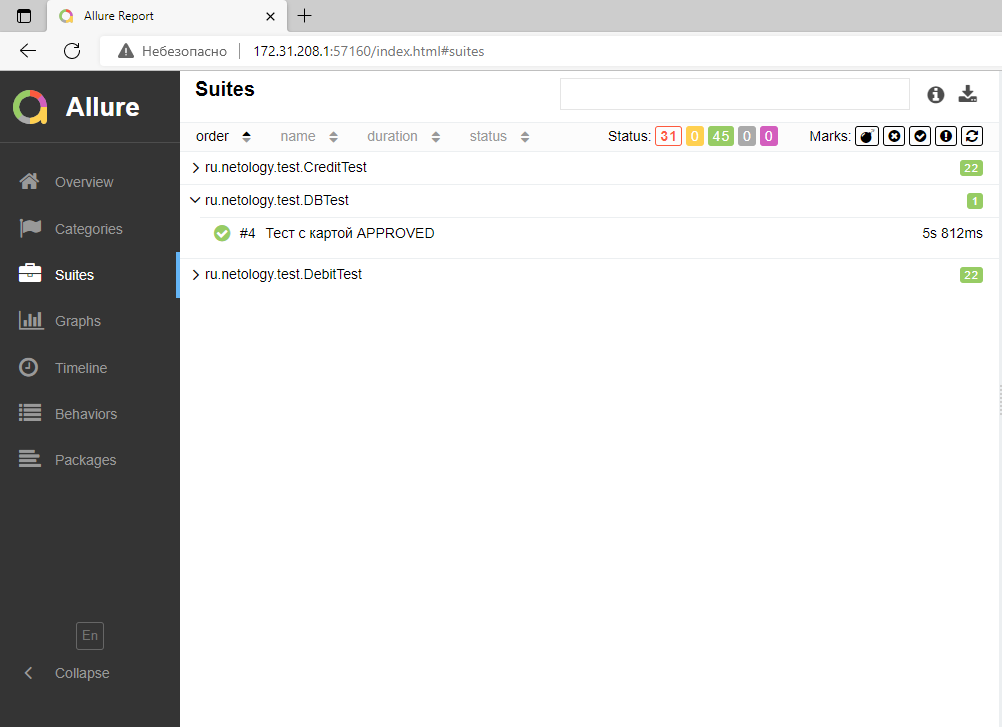 Allure Report
Небезопасно 172.31.208.1:57160/index.html#suites
Allure
Overview
Categories
Suites
Graphs
Timeline
Behaviors
Packages
En
Collapse
Suites
order name duration status Status: 31 0 45 0 0 Marks:
ru.netology.test.CreditTest 22
ru.netology.test.DBTest 1
#4 Тест с картой APPROVED 5s 812ms
ru.netology.test.DebitTest 22